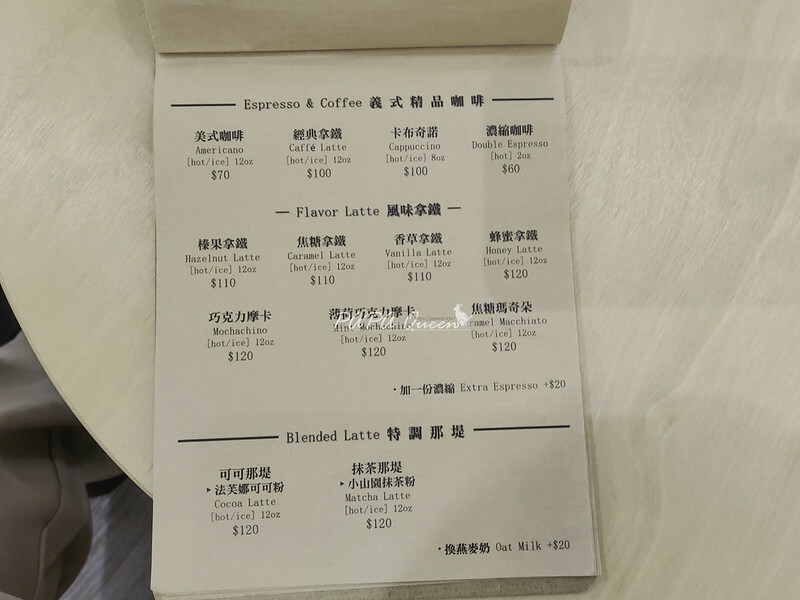 Espresso & Coffee 義式精品咖啡
美式咖啡 經典拿鐵 卡布奇諾 濃縮咖啡
Americano Caffé Latte Cappuccino Double Espresso
[hot/ice] 12oz [hot/ice] 12oz [hot/ice] 8oz [hot] 2oz
$70 $100 $100 $60
— Flavor Latte 風味拿鐵 —
榛果拿鐵 焦糖拿鐵 香草拿鐵 蜂蜜拿鐵
Hazelnut Latte Caramel Latte Vanilla Latte Honey Latte
[hot/ice] 12oz [hot/ice] 12oz [hot/ice] 12oz [hot/ice] 12oz
$110 $110 $110 $120
巧克力摩卡 薄荷巧克力摩卡 焦糖瑪奇朵
Mochachino Mint Mochachino Caramel Macchiato
[hot/ice] 12oz [hot/ice] 12oz [hot/ice] 12oz
$120 $120 $120
Queen
·加一份濃縮 Extra Espresso +$20
Blended Latte 特調那堤
可可那堤 抹茶那堤
▸法芙娜可可粉 ▸小山園抹茶粉
Cocoa Latte Matcha Latte
[hot/ice] 12oz [hot/ice] 12oz
$120 $120
·換燕麥奶 Oat Milk +$20